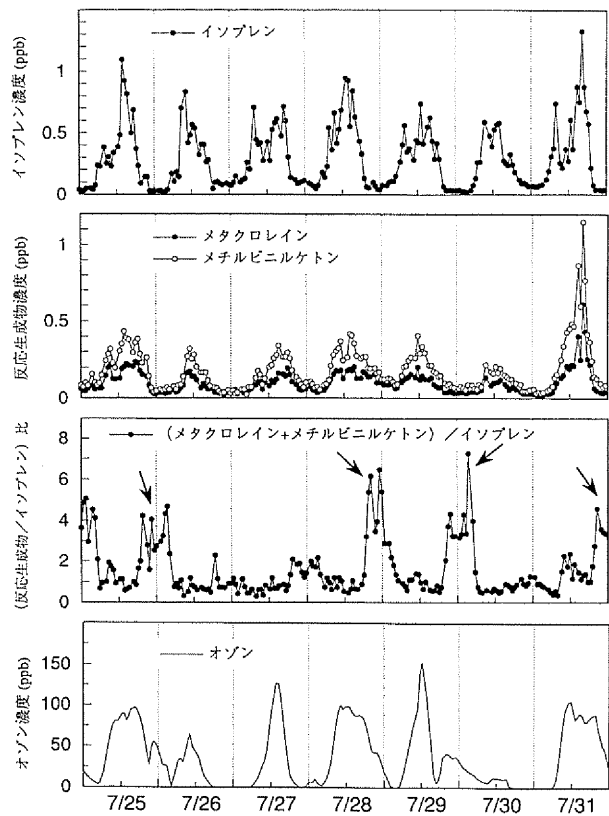 イソプレン濃度 (ppb)
1
0.5
0
イソプレン
反応生成物濃度 (ppb)
1
0.5
0
メタクロレイン
メチルビニルケトン
(反応生成物/イソプレン) 比
8
6
4
2
0
(メタクロレイン+メチルビニルケトン) /イソプレン
オゾン濃度 (ppb)
150
100
50
0
オゾン
7/25 7/26 7/27 7/28 7/29 7/30 7/31